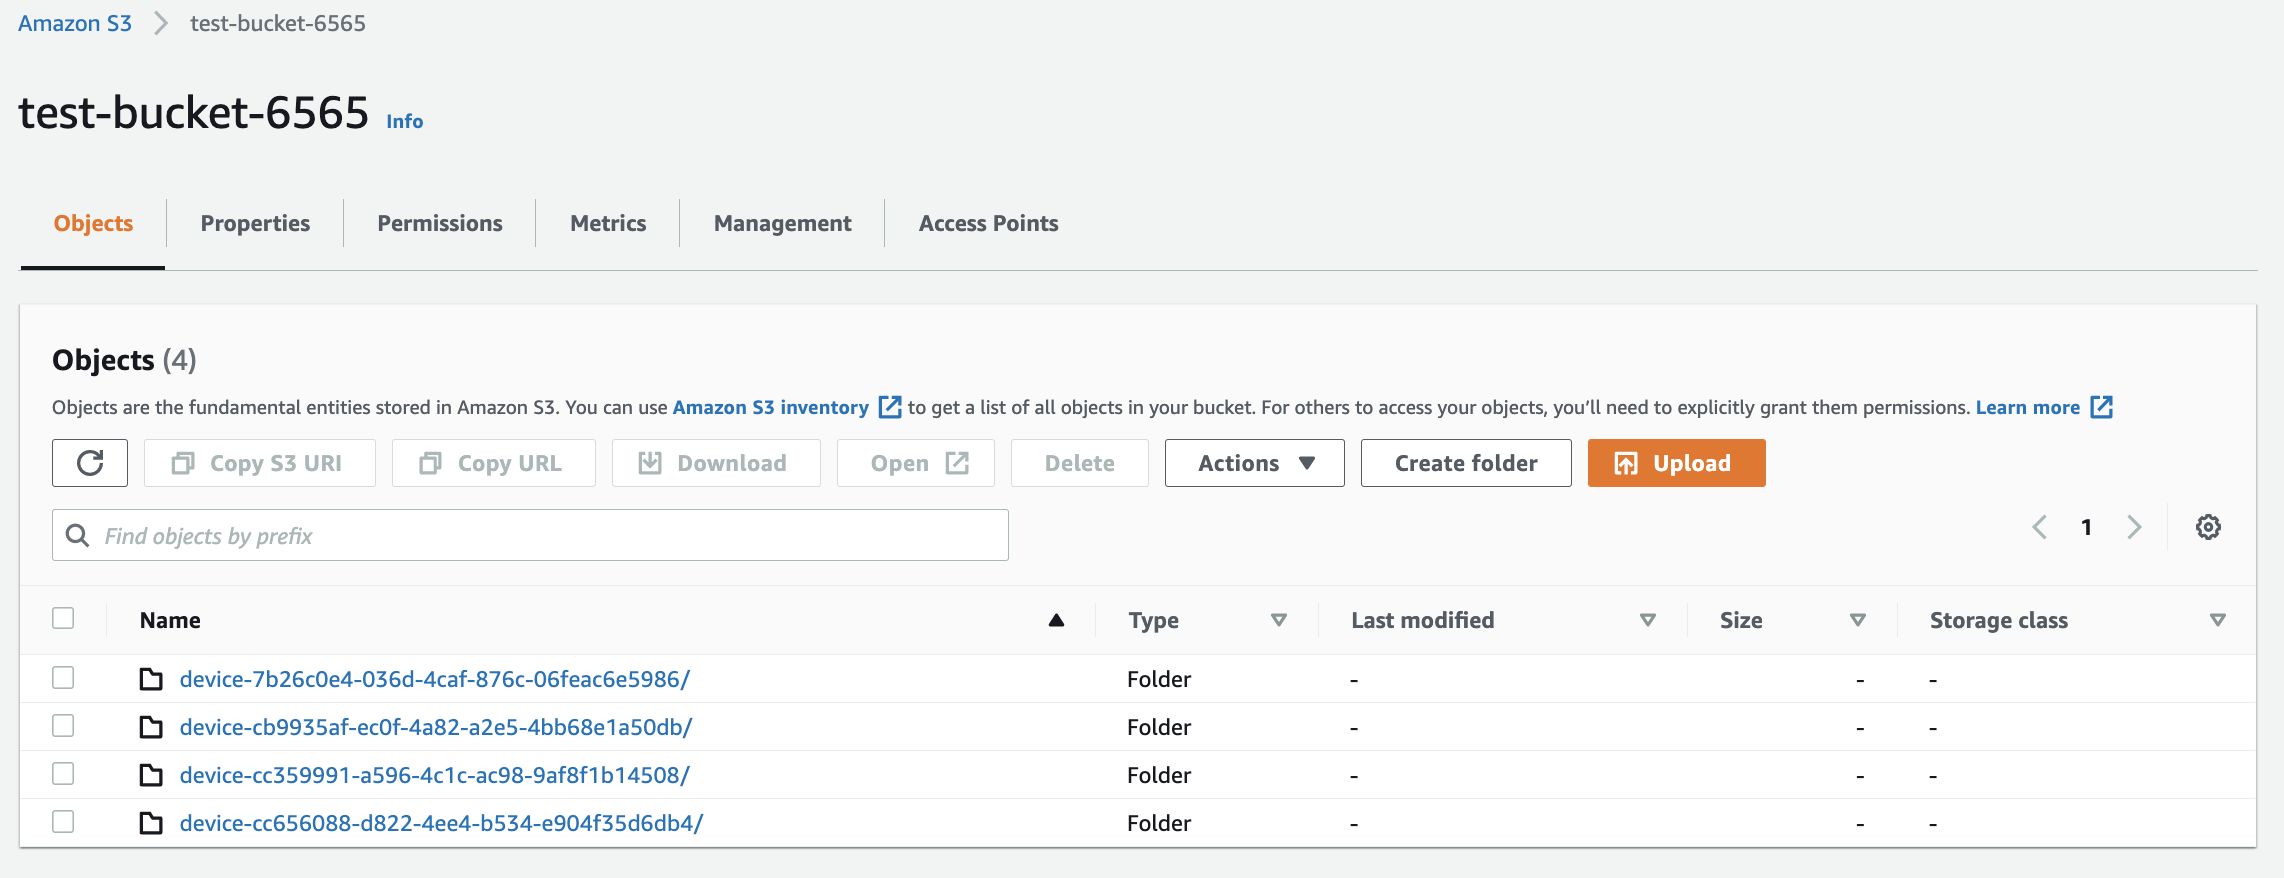 Amazon S3 > test-bucket-6565
test-bucket-6565 Info
Objects Properties Permissions Metrics Management Access Points
Objects (4)
Objects are the fundamental entities stored in Amazon S3. You can use Amazon S3 inventory to get a list of all objects in your bucket. For others to access your objects, you’ll need to explicitly grant them permissions. Learn more
Copy S3 URI Copy URL Download Open Delete Actions Create folder Upload
Find objects by prefix
1
Name Type Last modified Size Storage class
device-7b26c0e4-036d-4caf-876c-06feac6e5986/ Folder - - -
device-cb9935af-ec0f-4a82-a2e5-4bb68e1a50db/ Folder - - -
device-cc359991-a596-4c1c-ac98-9af8f1b14508/ Folder - - -
device-cc656088-d822-4ee4-b534-e904f35d6db4/ Folder - - -